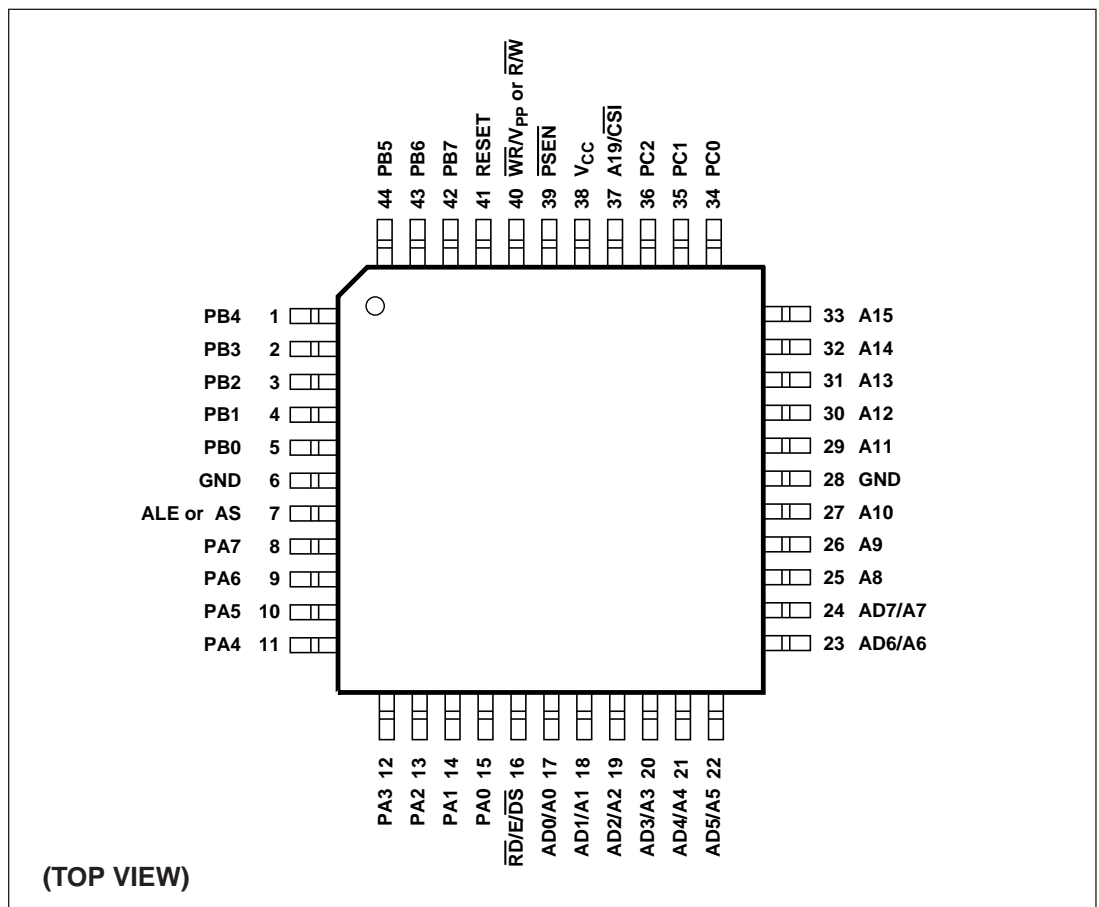 44 PB5
43 PB6
42 PB7
41 RESET
40 W̅R̅/VPP or R̅/̅W̅
39 P̅S̅E̅N̅
38 VCC
37 A19/C̅S̅I̅
36 PC2
35 PC1
34 PC0
PB4 1
PB3 2
PB2 3
PB1 4
PB0 5
GND 6
ALE or AS 7
PA7 8
PA6 9
PA5 10
PA4 11
33 A15
32 A14
31 A13
30 A12
29 A11
28 GND
27 A10
26 A9
25 A8
24 AD7/A7
23 AD6/A6
PA3 12
PA2 13
PA1 14
PA0 15
R̅D̅/E/D̅S̅ 16
AD0/A0 17
AD1/A1 18
AD2/A2 19
AD3/A3 20
AD4/A4 21
AD5/A5 22
(TOP VIEW)